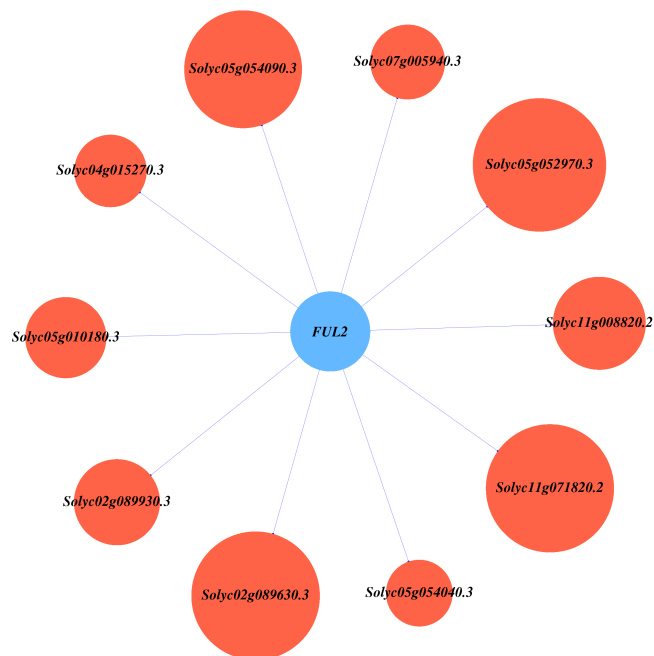 Solyc07g005940.3
Solyc05g054090.3
Solyc05g052970.3
Solyc04g015270.3
Solyc11g008820.2
FUL2
Solyc05g010180.3
Solyc11g071820.2
Solyc02g089930.3
Solyc05g054040.3
Solyc02g089630.3